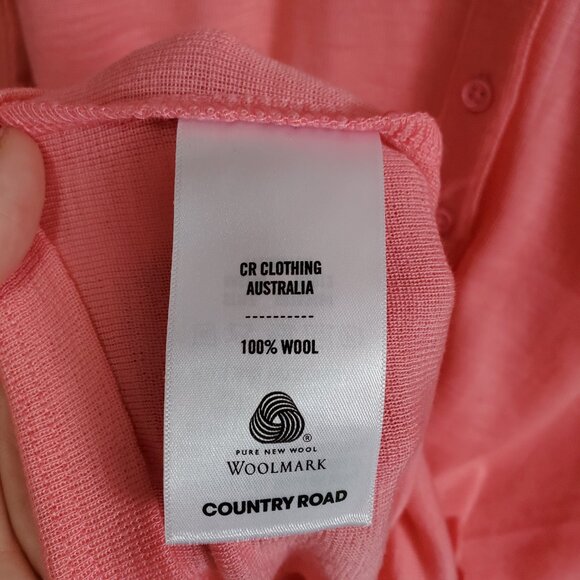 CR CLOTHING
AUSTRALIA
100% WOOL
®
PURE NEW WOOL
WOOLMARK
COUNTRY ROAD